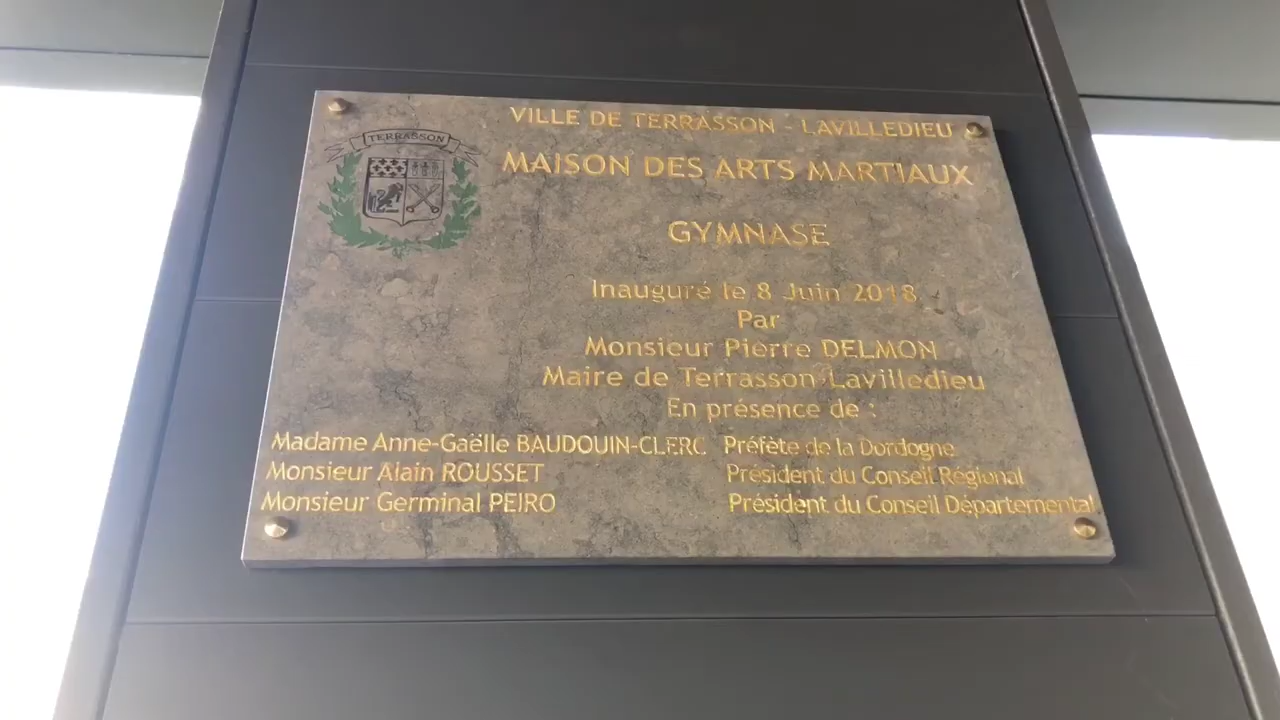 TERRASSON
VILLE DE TERRASSON - LAVILLEDIEU
MAISON DES ARTS MARTIAUX
GYMNASE
Inauguré le 8 Juin 2018
Par
Monsieur Pierre DELMON
Maire de Terrasson-Lavilledieu
En présence de :
Madame Anne-Gaëlle BAUDOUIN-CLERC Préfète de la Dordogne
Monsieur Alain ROUSSET Président du Conseil Régional
Monsieur Germinal PEIRO Président du Conseil Départemental